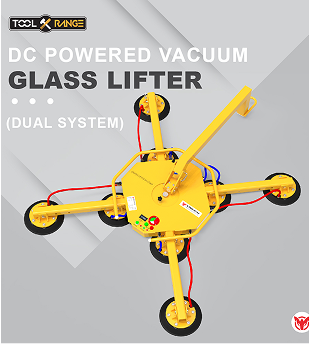 TOOL RANGE
DC POWERED VACUUM
GLASS LIFTER
(DUAL SYSTEM)